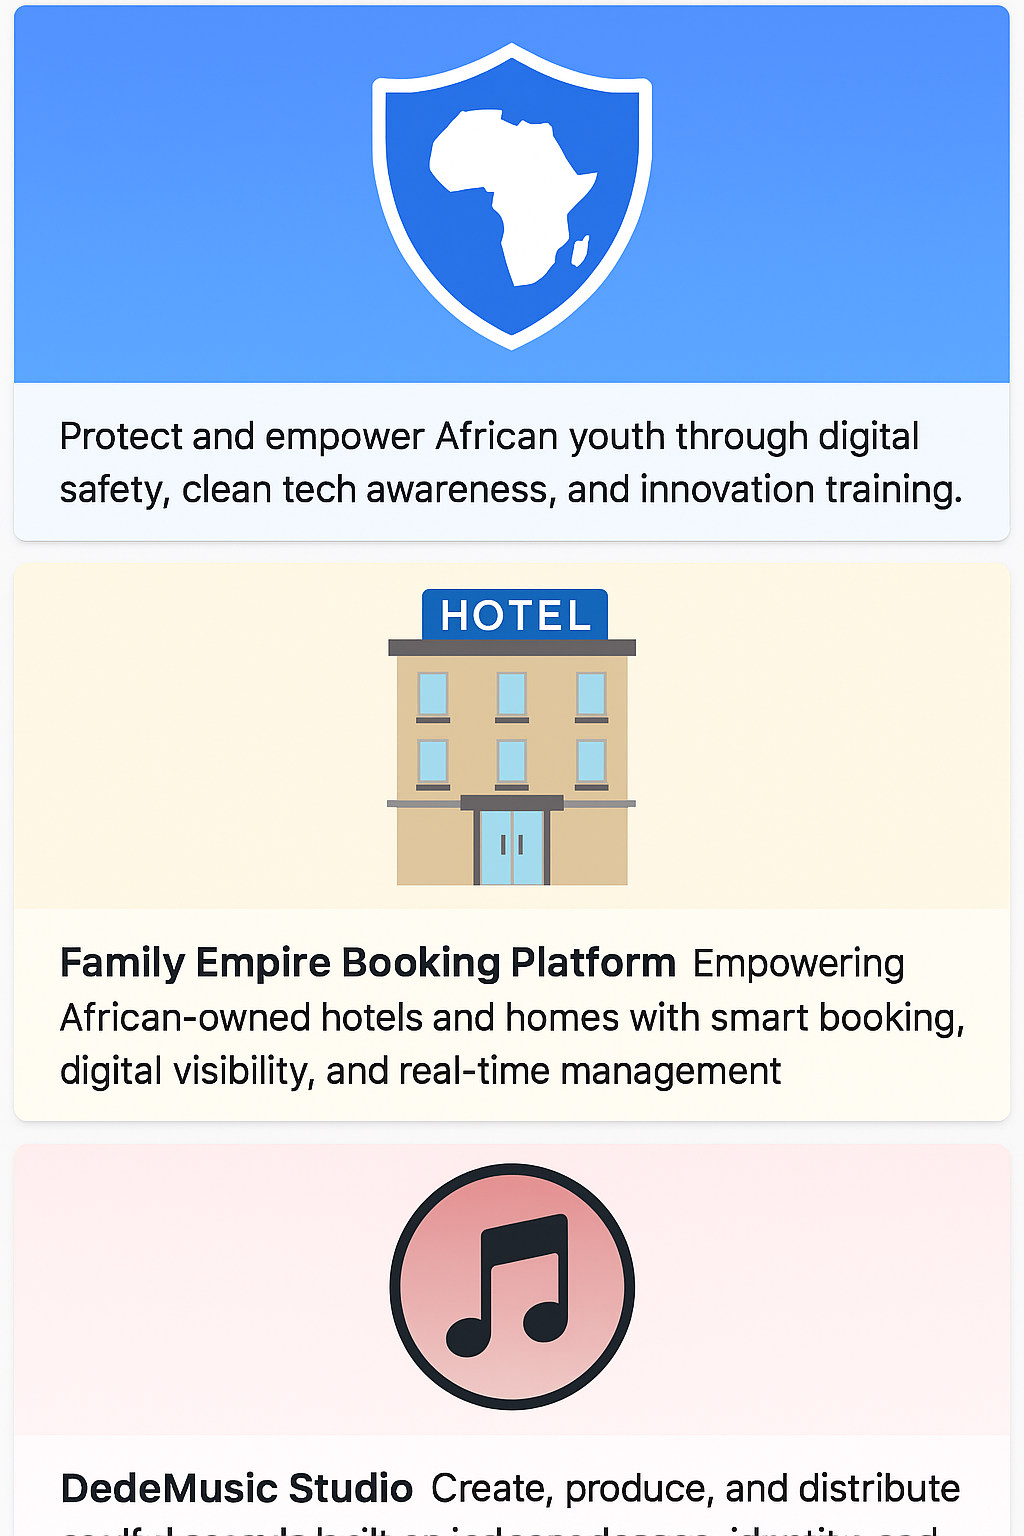 Protect and empower African youth through digital
safety, clean tech awareness, and innovation training.
HOTEL
Family Empire Booking Platform Empowering
African-owned hotels and homes with smart booking,
digital visibility, and real-time management
DedeMusic Studio Create, produce, and distribute